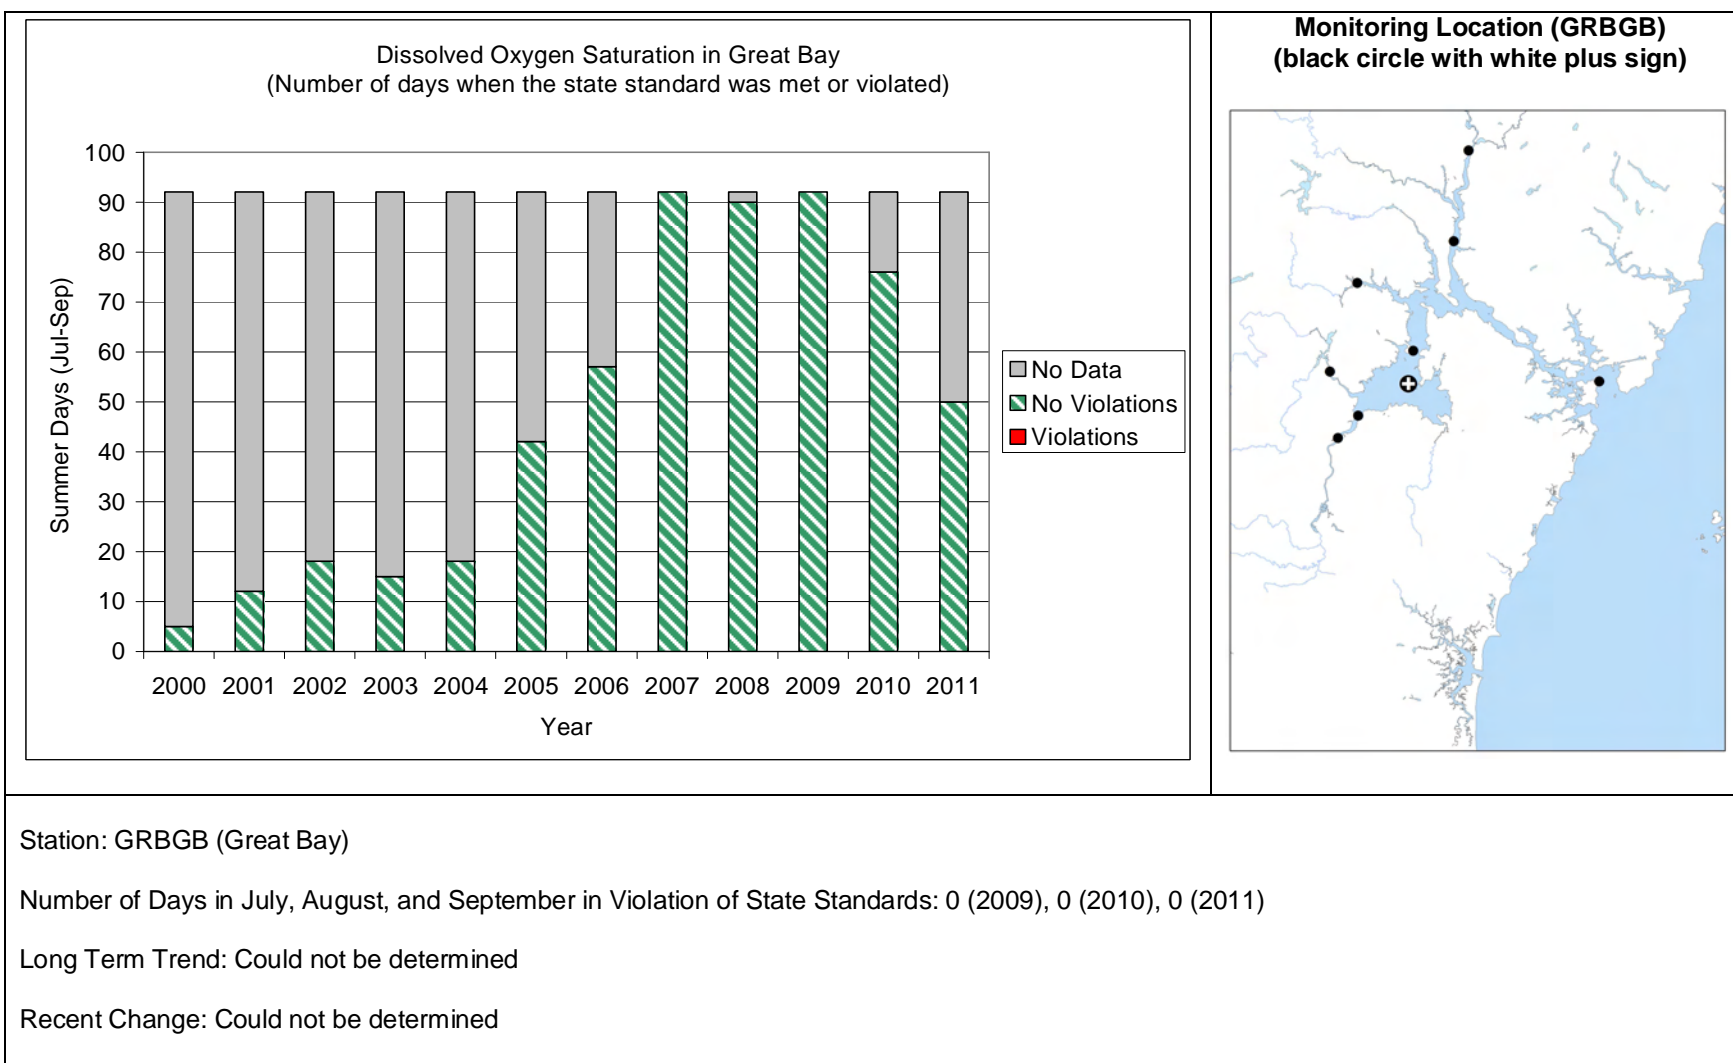 Dissolved Oxygen Saturation in Great Bay
(Number of days when the state standard was met or violated)
100
90
80
70
60
50
40
30
20
10
0
Summer Days (Jul-Sep)
2000 2001 2002 2003 2004 2005 2006 2007 2008 2009 2010 2011
Year
No Data
No Violations
Violations
Monitoring Location (GRBGB)
(black circle with white plus sign)
Station: GRBGB (Great Bay)
Number of Days in July, August, and September in Violation of State Standards: 0 (2009), 0 (2010), 0 (2011)
Long Term Trend: Could not be determined
Recent Change: Could not be determined